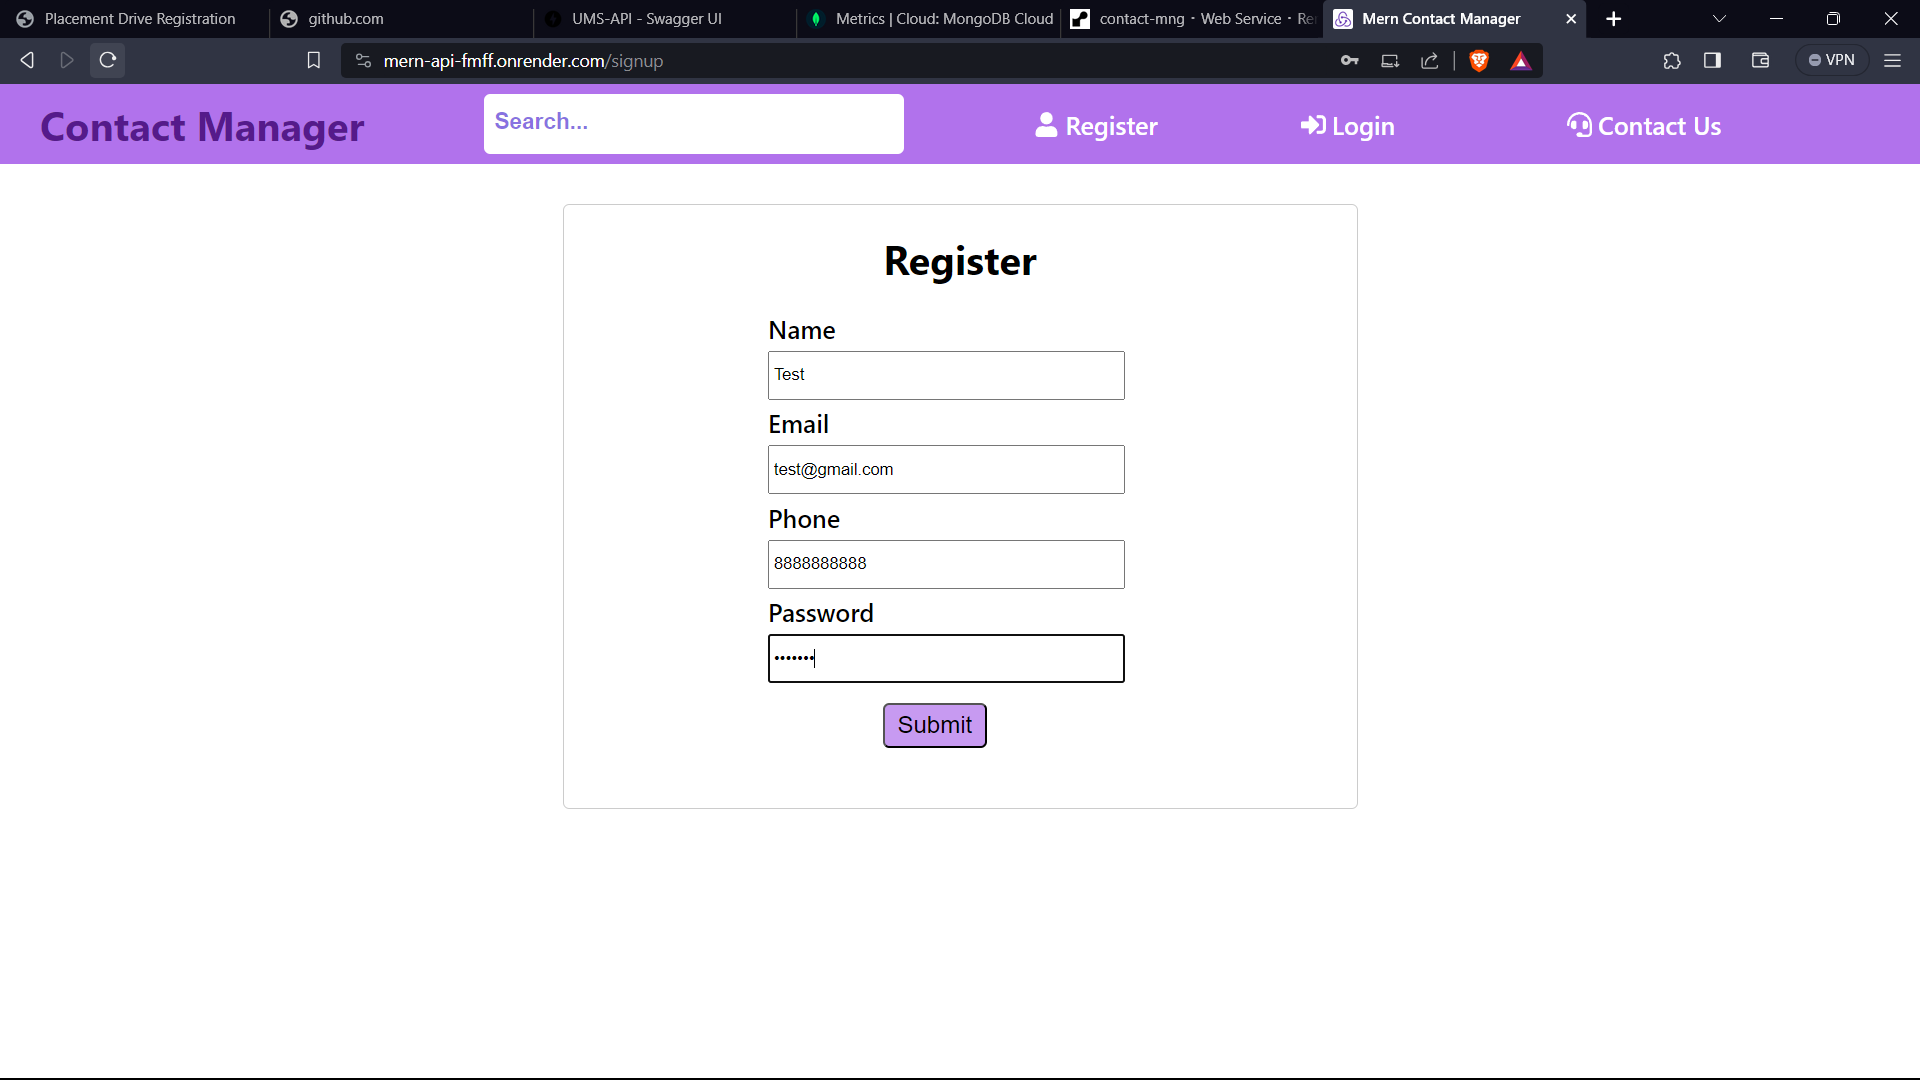 Placement Drive Registration
github.com
UMS-API - Swagger UI
Metrics | Cloud: MongoDB Cloud
contact-mng · Web Service · Re
Mern Contact Manager
mern-api-fmff.onrender.com/signup
VPN
Contact Manager
Search...
Register
Login
Contact Us
Register
Name
Test
Email
test@gmail.com
Phone
8888888888
Password
•••••••
Submit